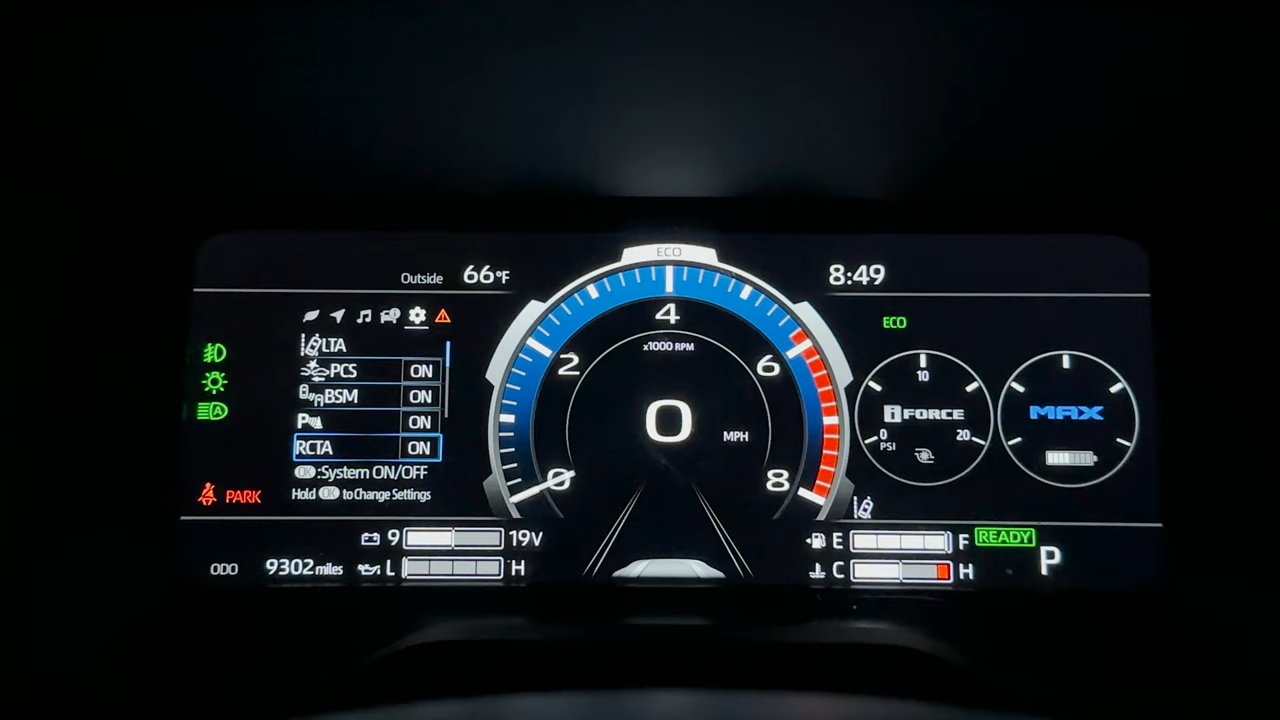 ECO
Outside 66°F
8:49
LTA
PCS ON
BSM ON
P ON
RCTA ON
OK :System ON/OFF
Hold OK to Change Settings
PARK
A
0
2
4
6
8
x1000 RPM
0 MPH
ECO
10
iFORCE
0 20
PSI
MAX
9 19V
L H
ODO 9302 miles
E F
C H
READY
P